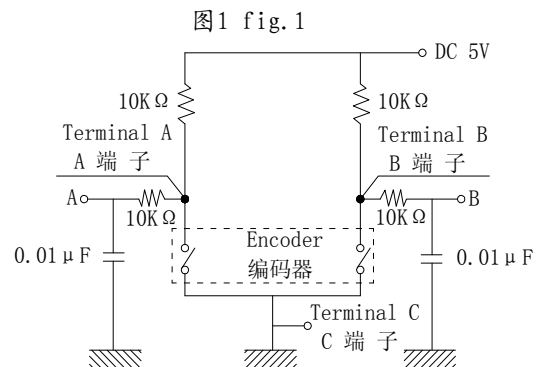 图1 fig.1
DC 5V
10KΩ
10KΩ
Terminal A
A 端 子
Terminal B
B 端 子
A
10KΩ
10KΩ
B
Encoder
编码器
0.01μF
0.01μF
Terminal C
C 端 子